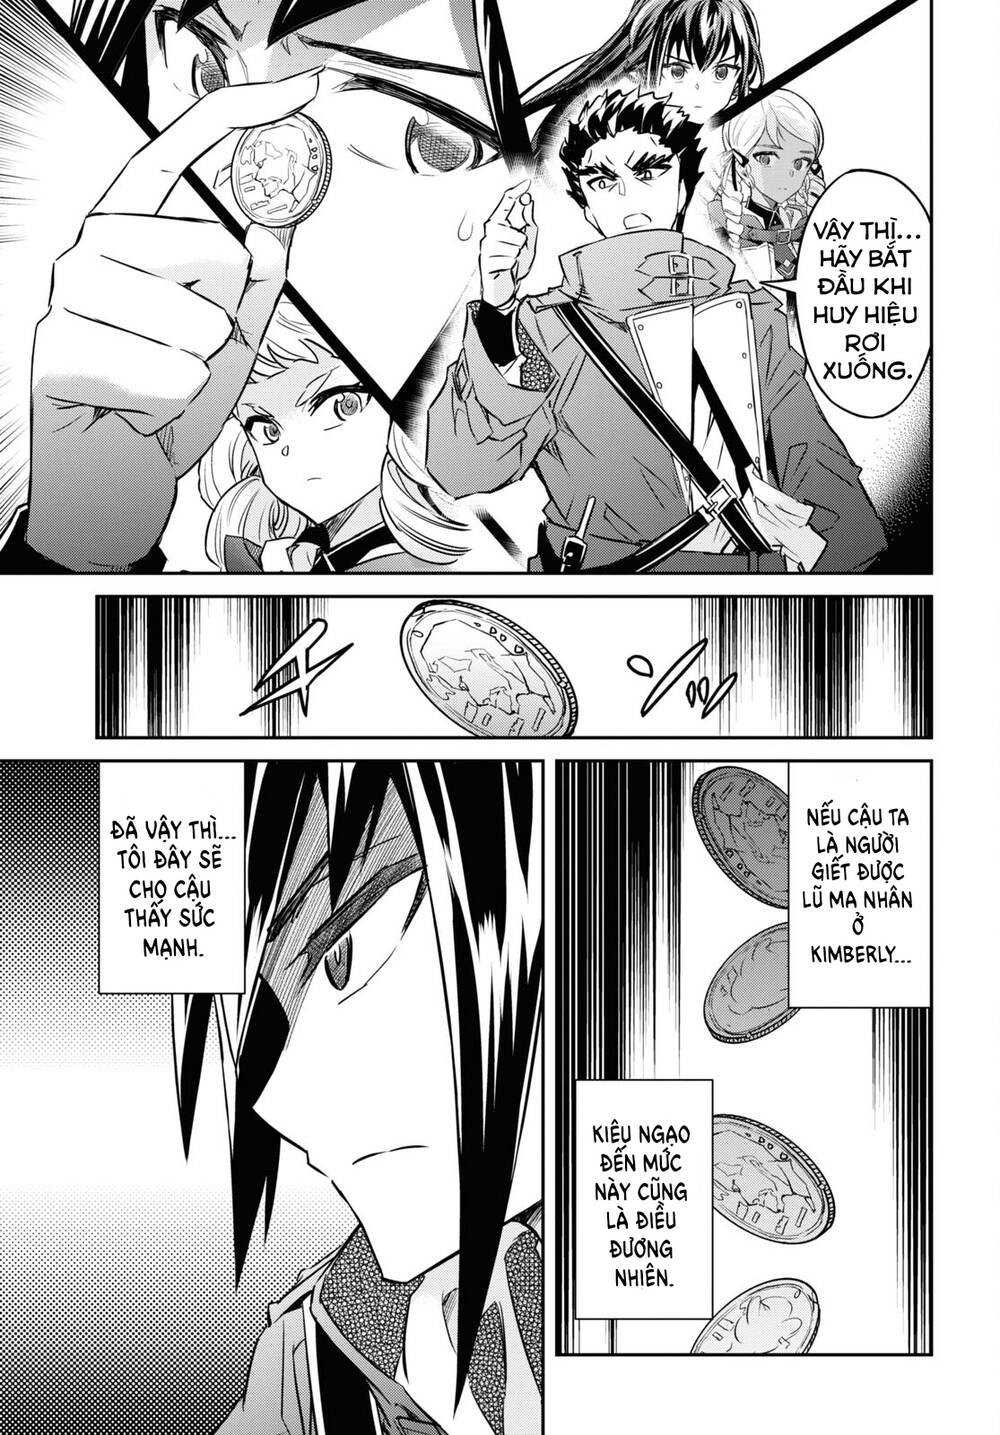 VẬY THÌ...
HÃY BẮT
ĐẦU KHI
HUY HIỆU
RƠI
XUỐNG.
NẾU CẬU TA
LÀ NGƯỜI
GIẾT ĐƯỢC
LŨ MA NHÂN
Ở
KIMBERLY...
KIÊU NGẠO
ĐẾN MỨC
NÀY CŨNG
LÀ ĐIỀU
ĐƯƠNG
NHIÊN.
ĐÃ VẬY THÌ...
TÔI ĐÂY SẼ
CHO CẬU
THẤY SỨC
MẠNH.